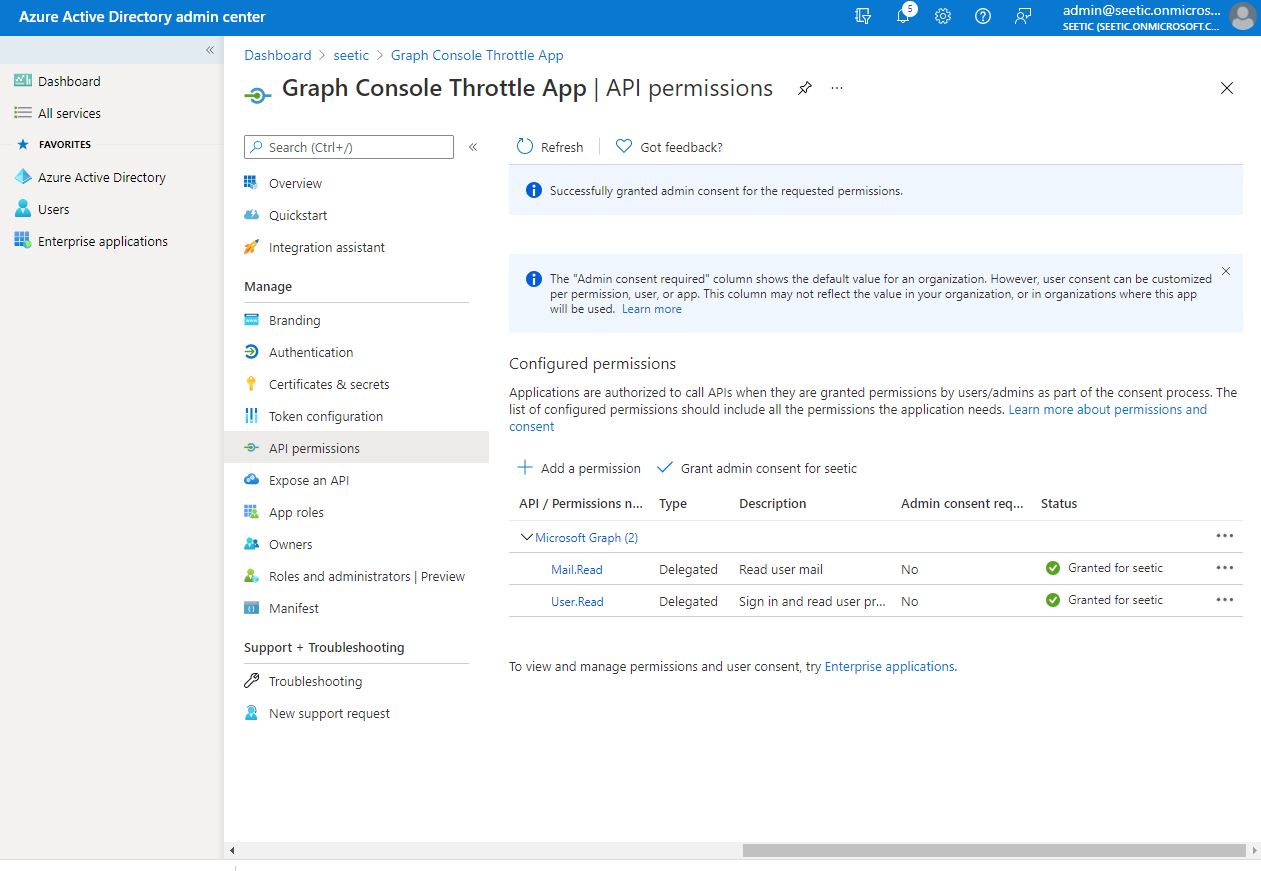 Azure Active Directory admin center
5
admin@seetic.onmicros...
SEETIC (SEETIC.ONMICROSOFT.C...
«
Dashboard
All services
FAVORITES
Azure Active Directory
Users
Enterprise applications
Dashboard > seetic > Graph Console Throttle App
Graph Console Throttle App | API permissions
...
Search (Ctrl+/)
«
Overview
Quickstart
Integration assistant
Manage
Branding
Authentication
Certificates & secrets
Token configuration
API permissions
Expose an API
App roles
Owners
Roles and administrators | Preview
Manifest
Support + Troubleshooting
Troubleshooting
New support request
Refresh
Got feedback?
Successfully granted admin consent for the requested permissions.
The "Admin consent required" column shows the default value for an organization. However, user consent can be customized
per permission, user, or app. This column may not reflect the value in your organization, or in organizations where this app
will be used. Learn more
Configured permissions
Applications are authorized to call APIs when they are granted permissions by users/admins as part of the consent process. The
list of configured permissions should include all the permissions the application needs. Learn more about permissions and
consent
Add a permission
Grant admin consent for seetic
API / Permissions n... Type Description Admin consent req... Status
Microsoft Graph (2)
Mail.Read Delegated Read user mail No Granted for seetic
User.Read Delegated Sign in and read user pr... No Granted for seetic
To view and manage permissions and user consent, try Enterprise applications.